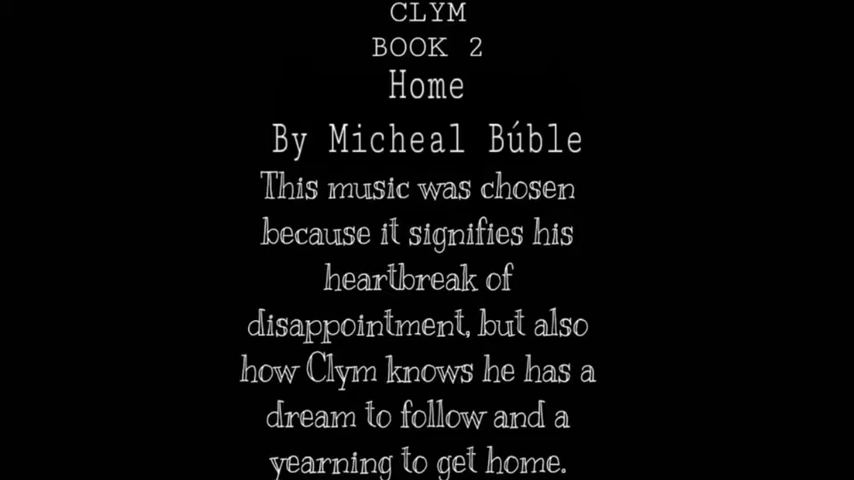 CLYM
BOOK 2
Home
By Micheal Búble
This music was chosen
because it signifies his
heartbreak of
disappointment, but also
how Clym knows he has a
dream to follow and a
yearning to get home.